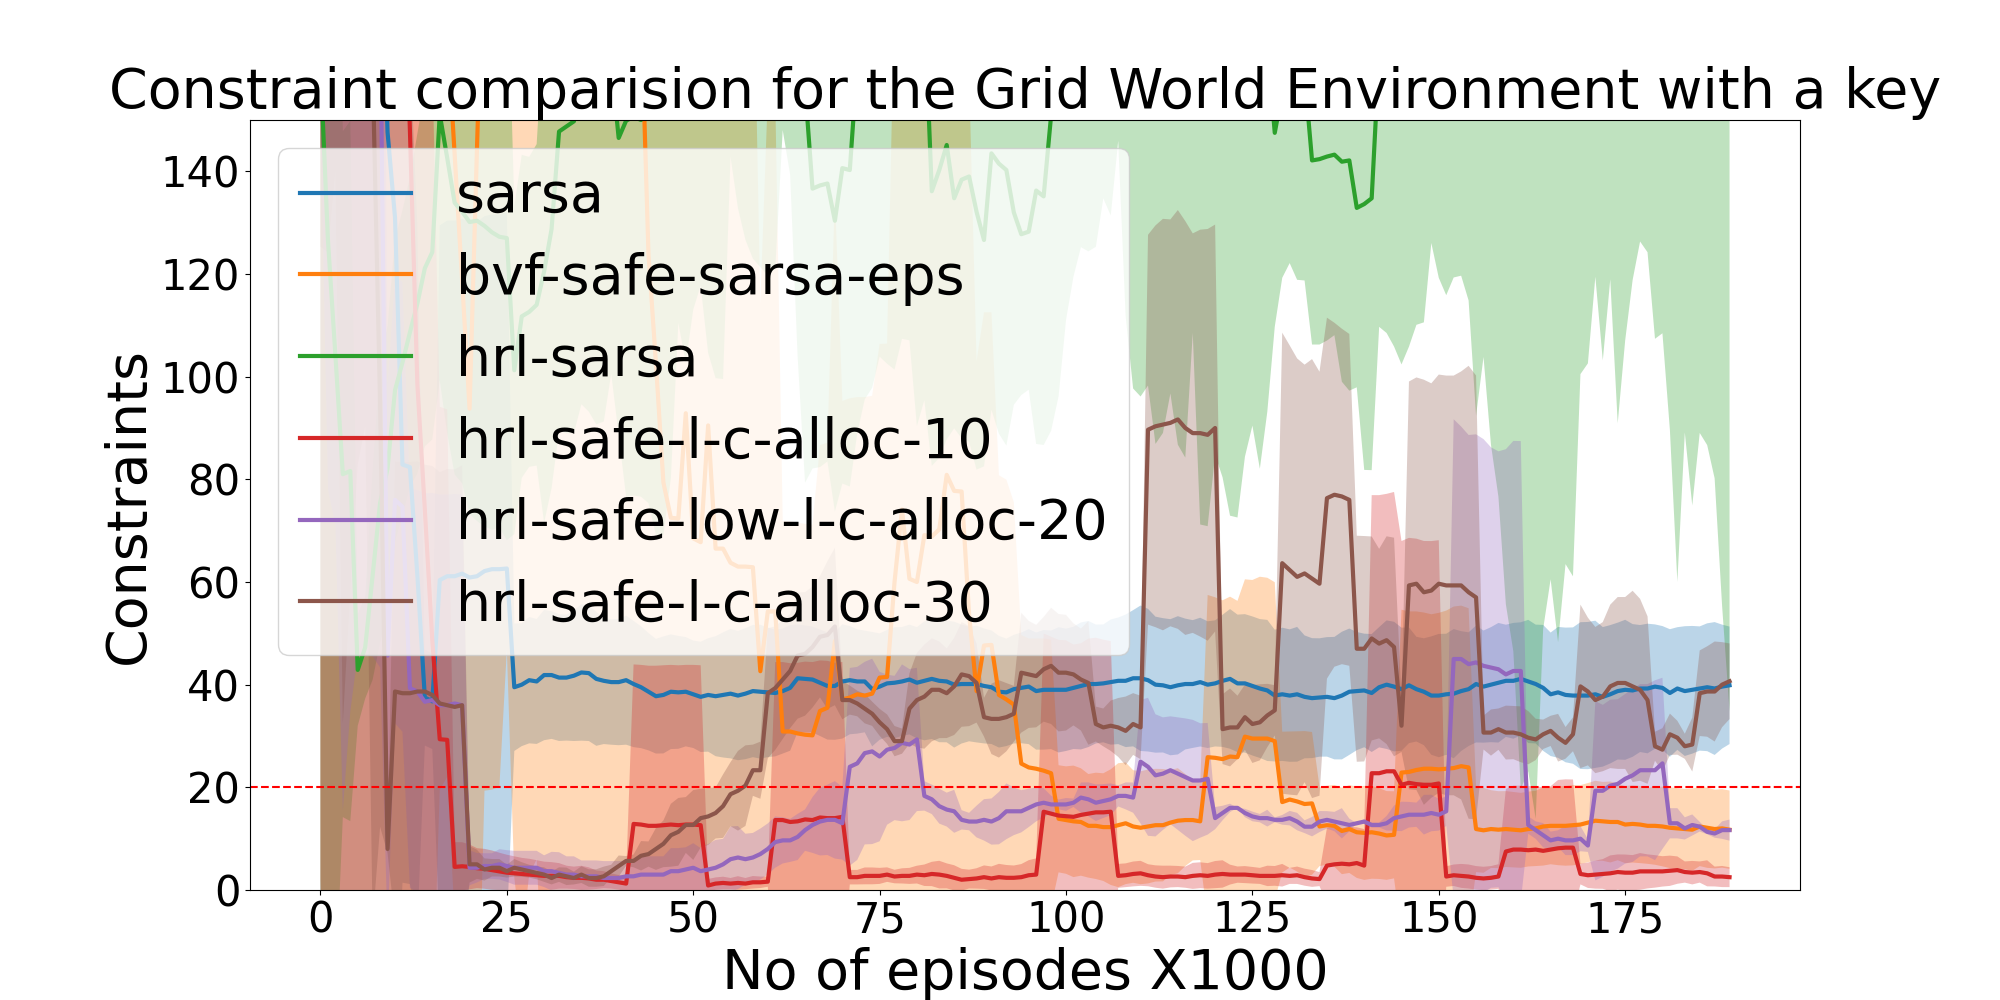 Constraint comparision for the Grid World Environment with a key
Constraints
140
120
100
80
60
40
20
0
sarsa
bvf-safe-sarsa-eps
hrl-sarsa
hrl-safe-l-c-alloc-10
hrl-safe-low-l-c-alloc-20
hrl-safe-l-c-alloc-30
0 25 50 75 100 125 150 175
No of episodes X1000